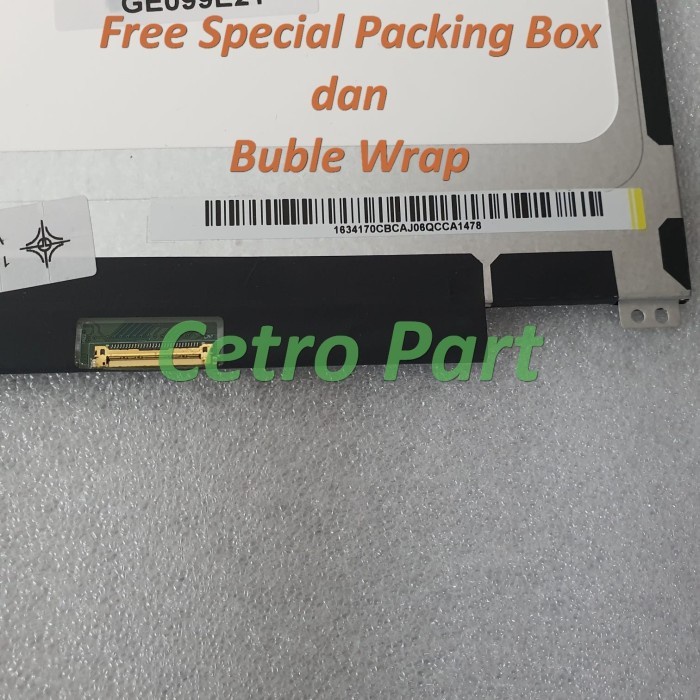 GE099E21
Free Special Packing Box
dan
Buble Wrap
1634170CBCAJ06QCCA1478
Cetro Part